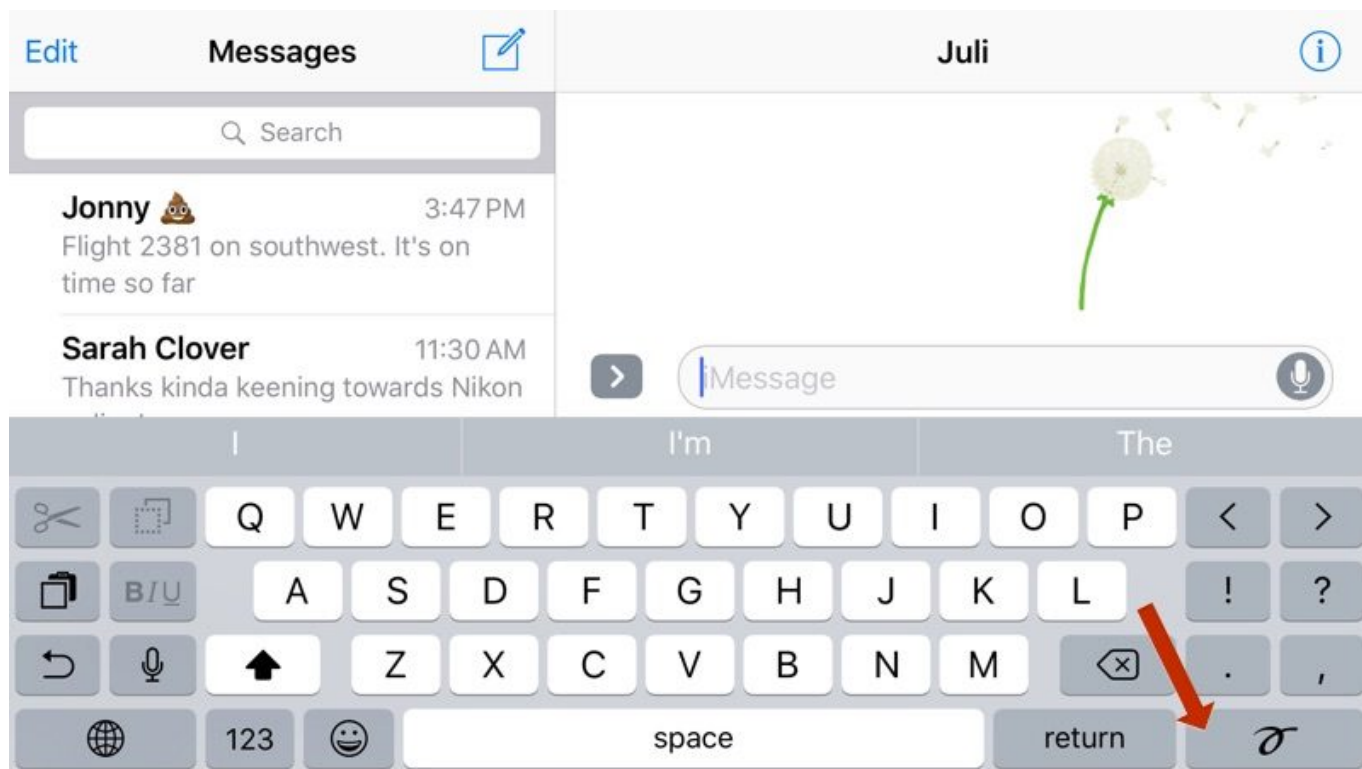 Edit Messages
Juli
Search
Jonny 💩 3:47 PM
Flight 2381 on southwest. It's on
time so far
Sarah Clover 11:30 AM
Thanks kinda keening towards Nikon
iMessage
I I'm The
Q W E R T Y U I O P < >
B I U A S D F G H J K L ! ?
Z X C V B N M . ,
123 space return